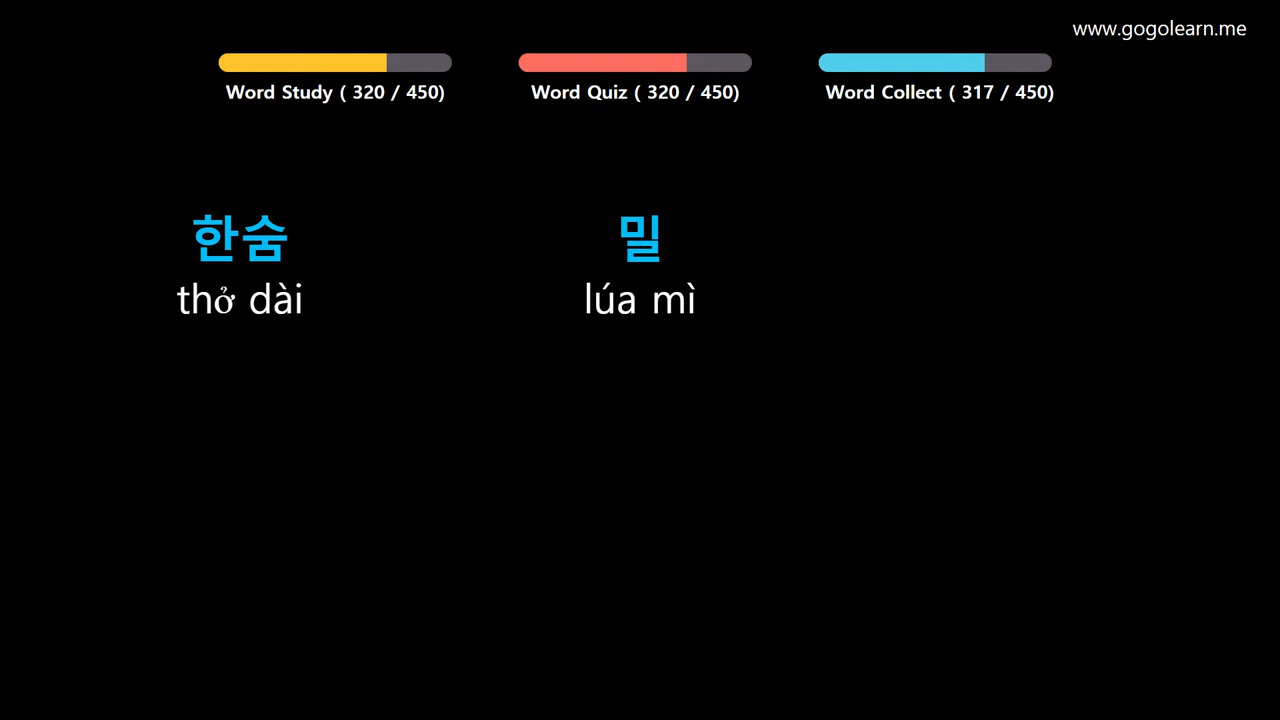 www.gogolearn.me
Word Study ( 320 / 450)
Word Quiz ( 320 / 450)
Word Collect ( 317 / 450)
한숨
thở dài
밀
lúa mì